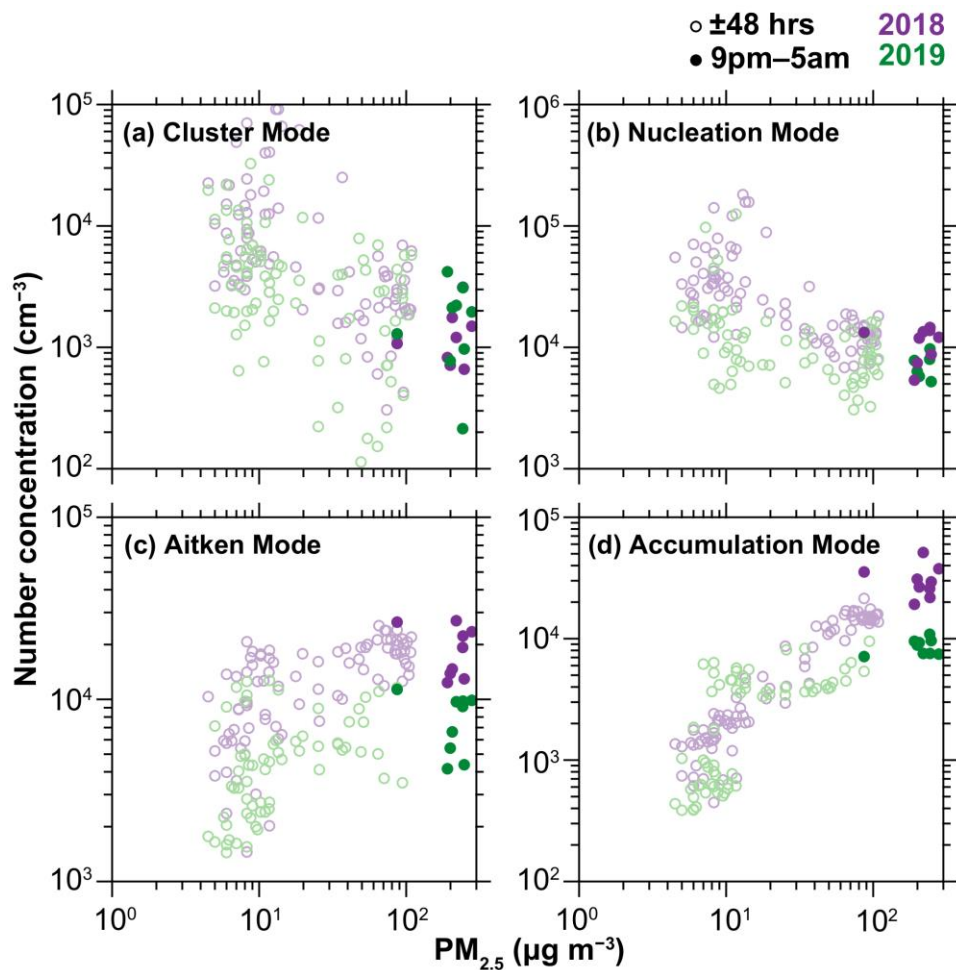 ±48 hrs 2018
9pm–5am 2019
10⁵ (a) Cluster Mode
10⁴
10³
10²
10⁶ (b) Nucleation Mode
10⁵
10⁴
10³
Number concentration (cm⁻³)
10⁵ (c) Aitken Mode
10⁴
10³
10⁰ 10¹ 10²
(d) Accumulation Mode
10⁵
10⁴
10³
10²
10⁰ 10¹ 10²
PM₂.₅ (µg m⁻³)